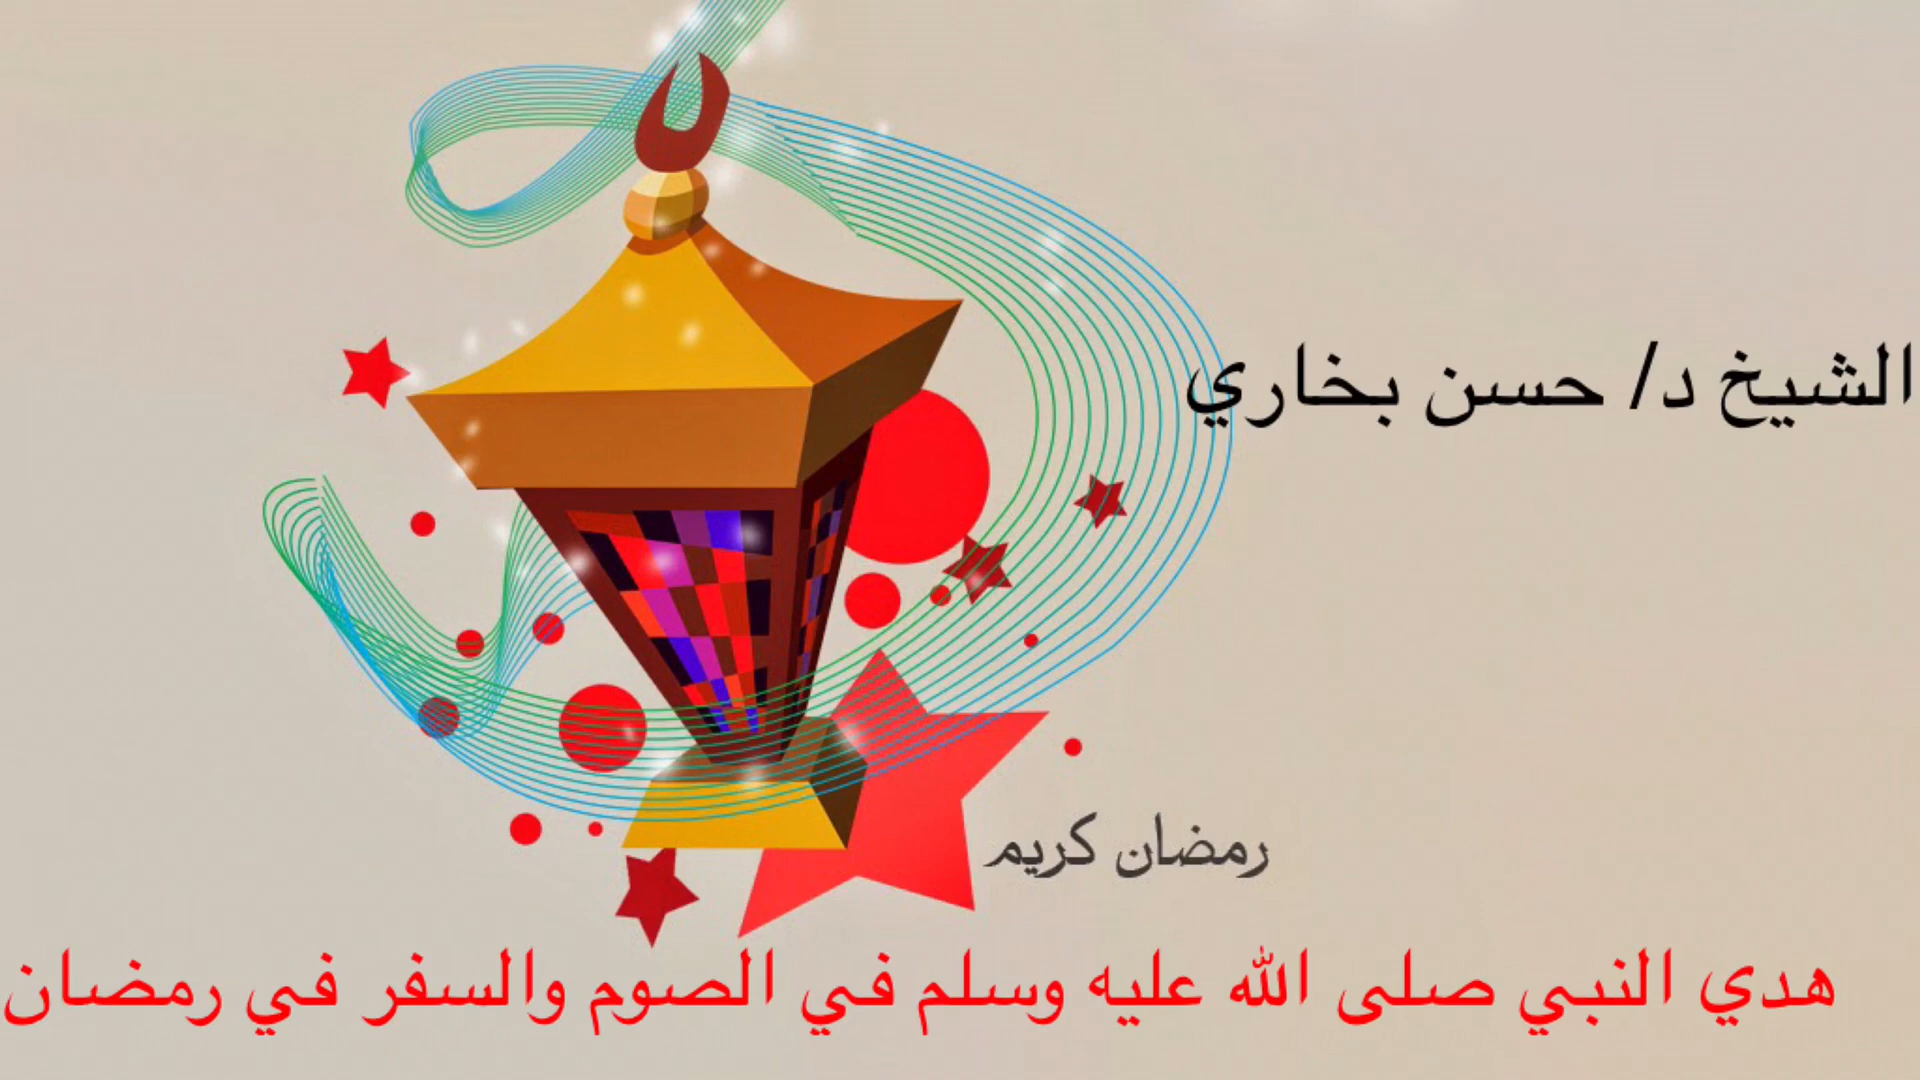 الشيخ د/ حسن بخاري
رمضان كريم
هدي النبي صلى الله عليه وسلم في الصوم والسفر في رمضان